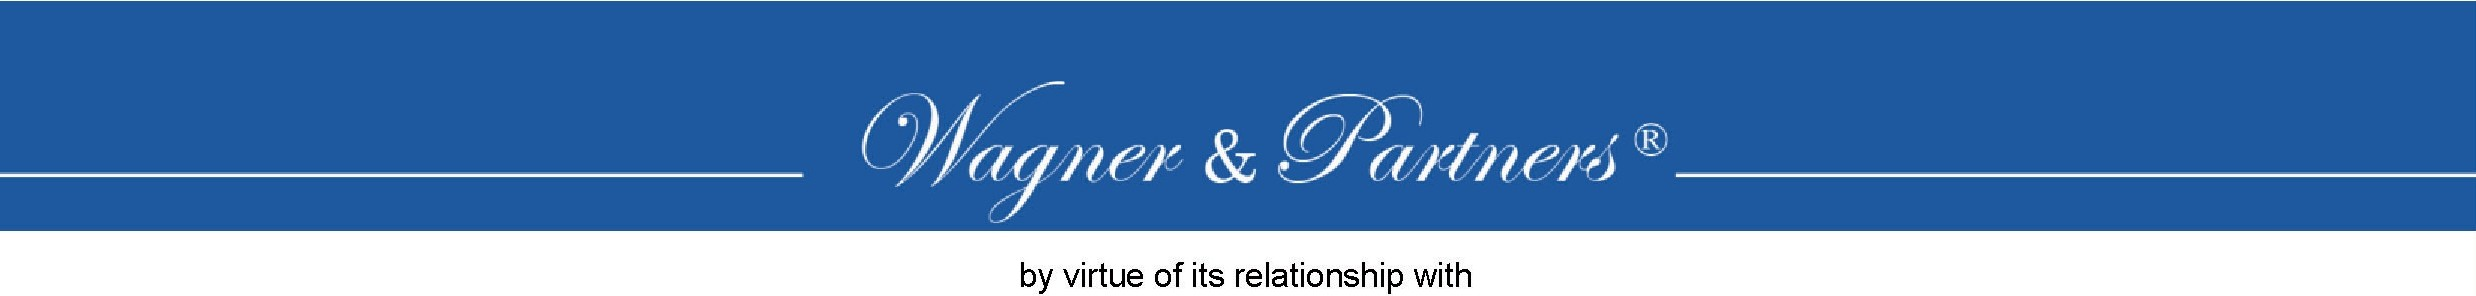 Wagner & Partners®
by virtue of its relationship with